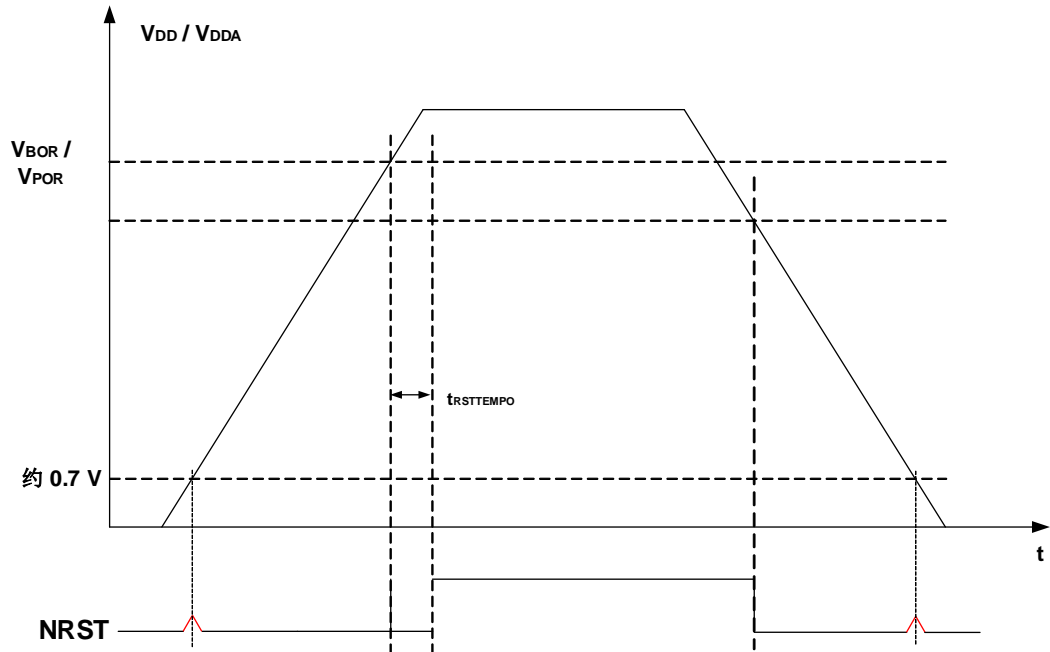 VDD / VDDA
VBOR /
VPOR
tRSTTEMPO
约 0.7 V
t
NRST